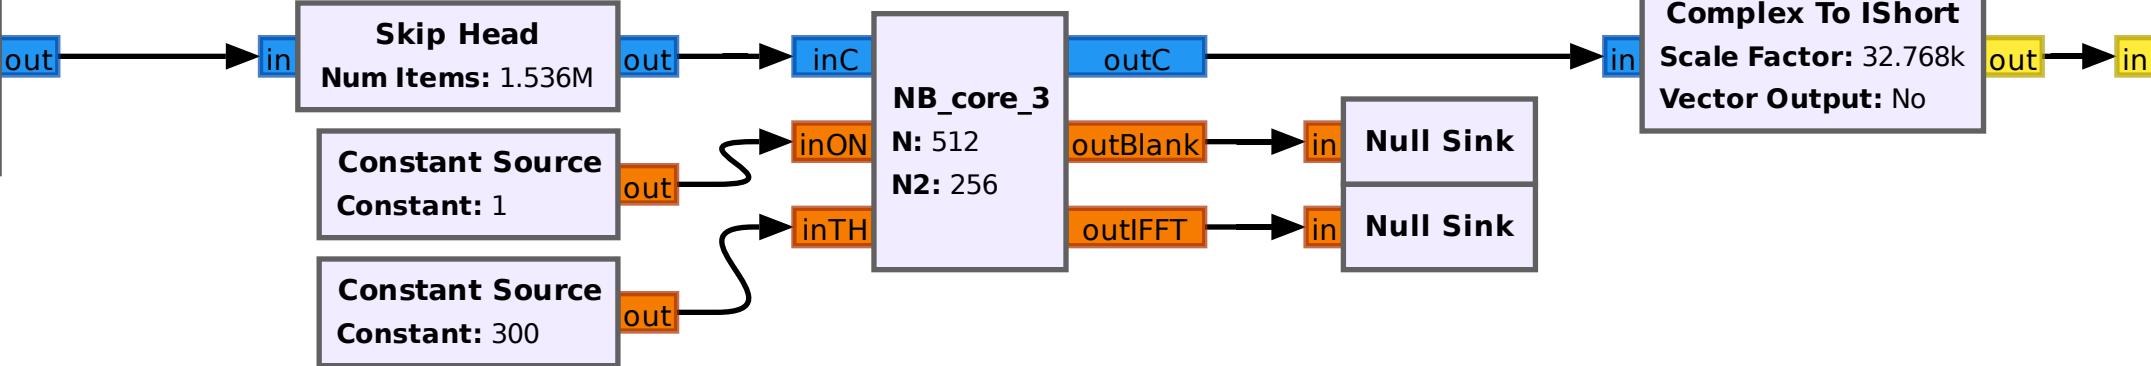 out
in
Skip Head
Num Items: 1.536M
out
Constant Source
Constant: 1
out
Constant Source
Constant: 300
out
inC
inON
inTH
NB_core_3
N: 512
N2: 256
outC
outBlank
outIFFT
in
Null Sink
in
Null Sink
in
Complex To IShort
Scale Factor: 32.768k
Vector Output: No
out
in